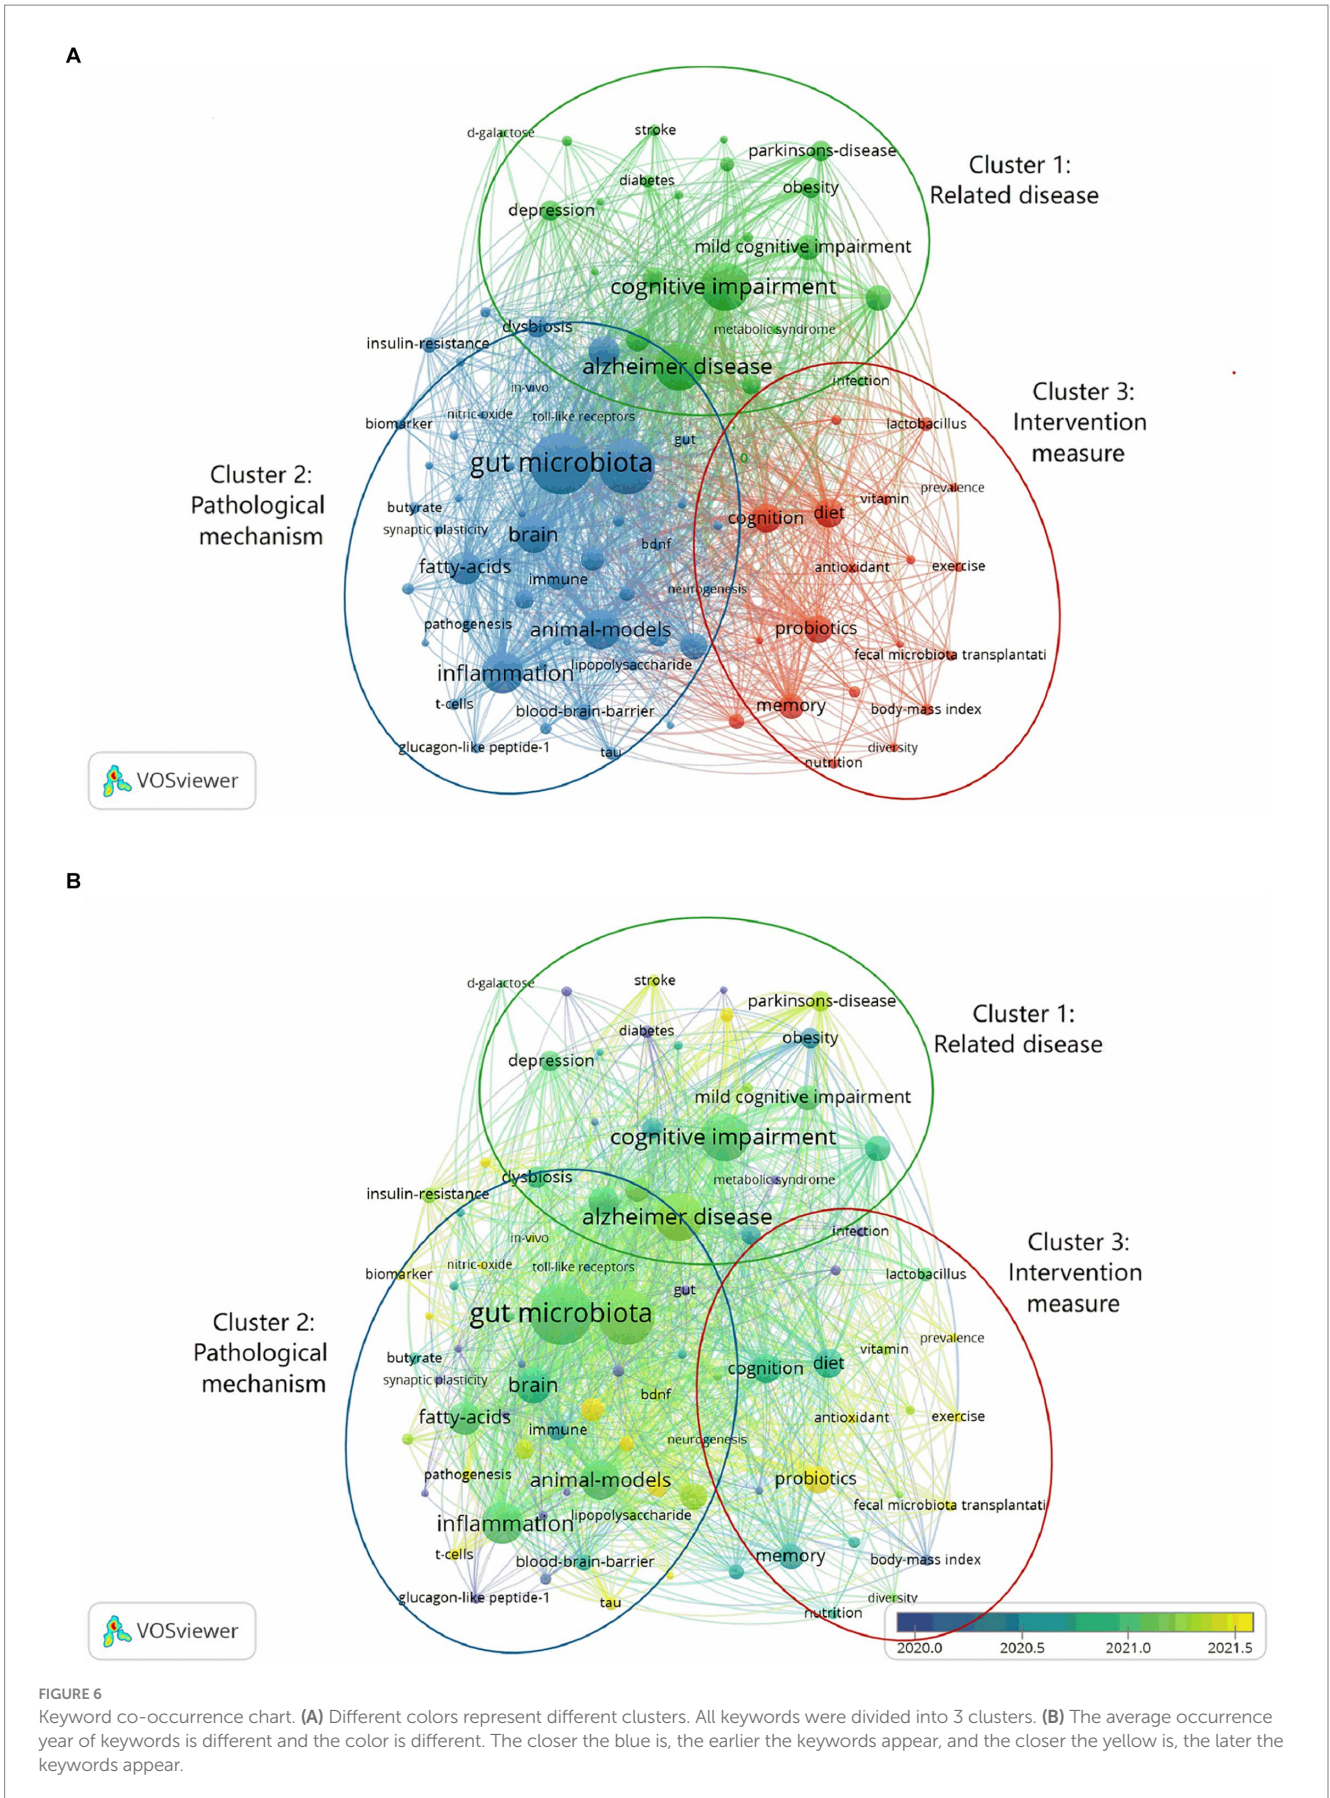 A
d-galactose
stroke
parkinsons-disease
diabetes
obesity
depression
mild cognitive impairment
cognitive impairment
Cluster 1:
Related disease
metabolic syndrome
dysbiosis
insulin-resistance
alzheimer disease
infection
in-vivo
nitric-oxide
toll-like receptors
biomarker
lactobacillus
Cluster 3:
Intervention
measure
gut
0
gut microbiota
Cluster 2:
Pathological
mechanism
prevalence
vitamin
butyrate
cognition
diet
synaptic plasticity
brain
bdnf
fatty-acids
immune
antioxidant
exercise
neurogenesis
pathogenesis
animal-models
probiotics
fecal microbiota transplantati
lipopolysaccharide
inflammation
t-cells
blood-brain-barrier
memory
body-mass index
glucagon-like peptide-1
tau
diversity
nutrition
VOSviewer
B
d-galactose
stroke
parkinsons-disease
diabetes
obesity
depression
mild cognitive impairment
cognitive impairment
Cluster 1:
Related disease
metabolic syndrome
dysbiosis
insulin-resistance
alzheimer disease
infection
in-vivo
nitric-oxide
toll-like receptors
biomarker
lactobacillus
Cluster 3:
Intervention
measure
gut
gut microbiota
Cluster 2:
Pathological
mechanism
prevalence
vitamin
butyrate
cognition
diet
synaptic plasticity
brain
bdnf
fatty-acids
immune
antioxidant
exercise
neurogenesis
pathogenesis
animal-models
probiotics
fecal microbiota transplantati
lipopolysaccharide
inflammation
t-cells
blood-brain-barrier
memory
body-mass index
glucagon-like peptide-1
tau
diversity
nutrition
VOSviewer
2020.0 2020.5 2021.0 2021.5
FIGURE 6
Keyword co-occurrence chart. (A) Different colors represent different clusters. All keywords were divided into 3 clusters. (B) The average occurrence
year of keywords is different and the color is different. The closer the blue is, the earlier the keywords appear, and the closer the yellow is, the later the
keywords appear.